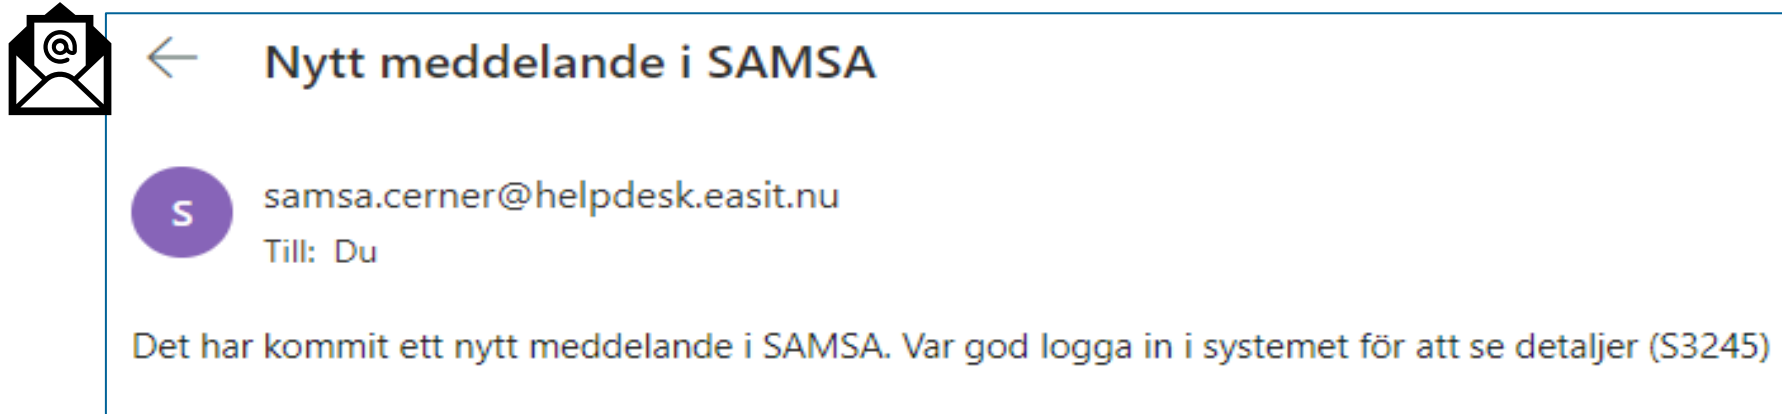 @
Nytt meddelande i SAMSA
S
samsa.cerner@helpdesk.easit.nu
Till: Du
Det har kommit ett nytt meddelande i SAMSA. Var god logga in i systemet för att se detaljer (S3245)